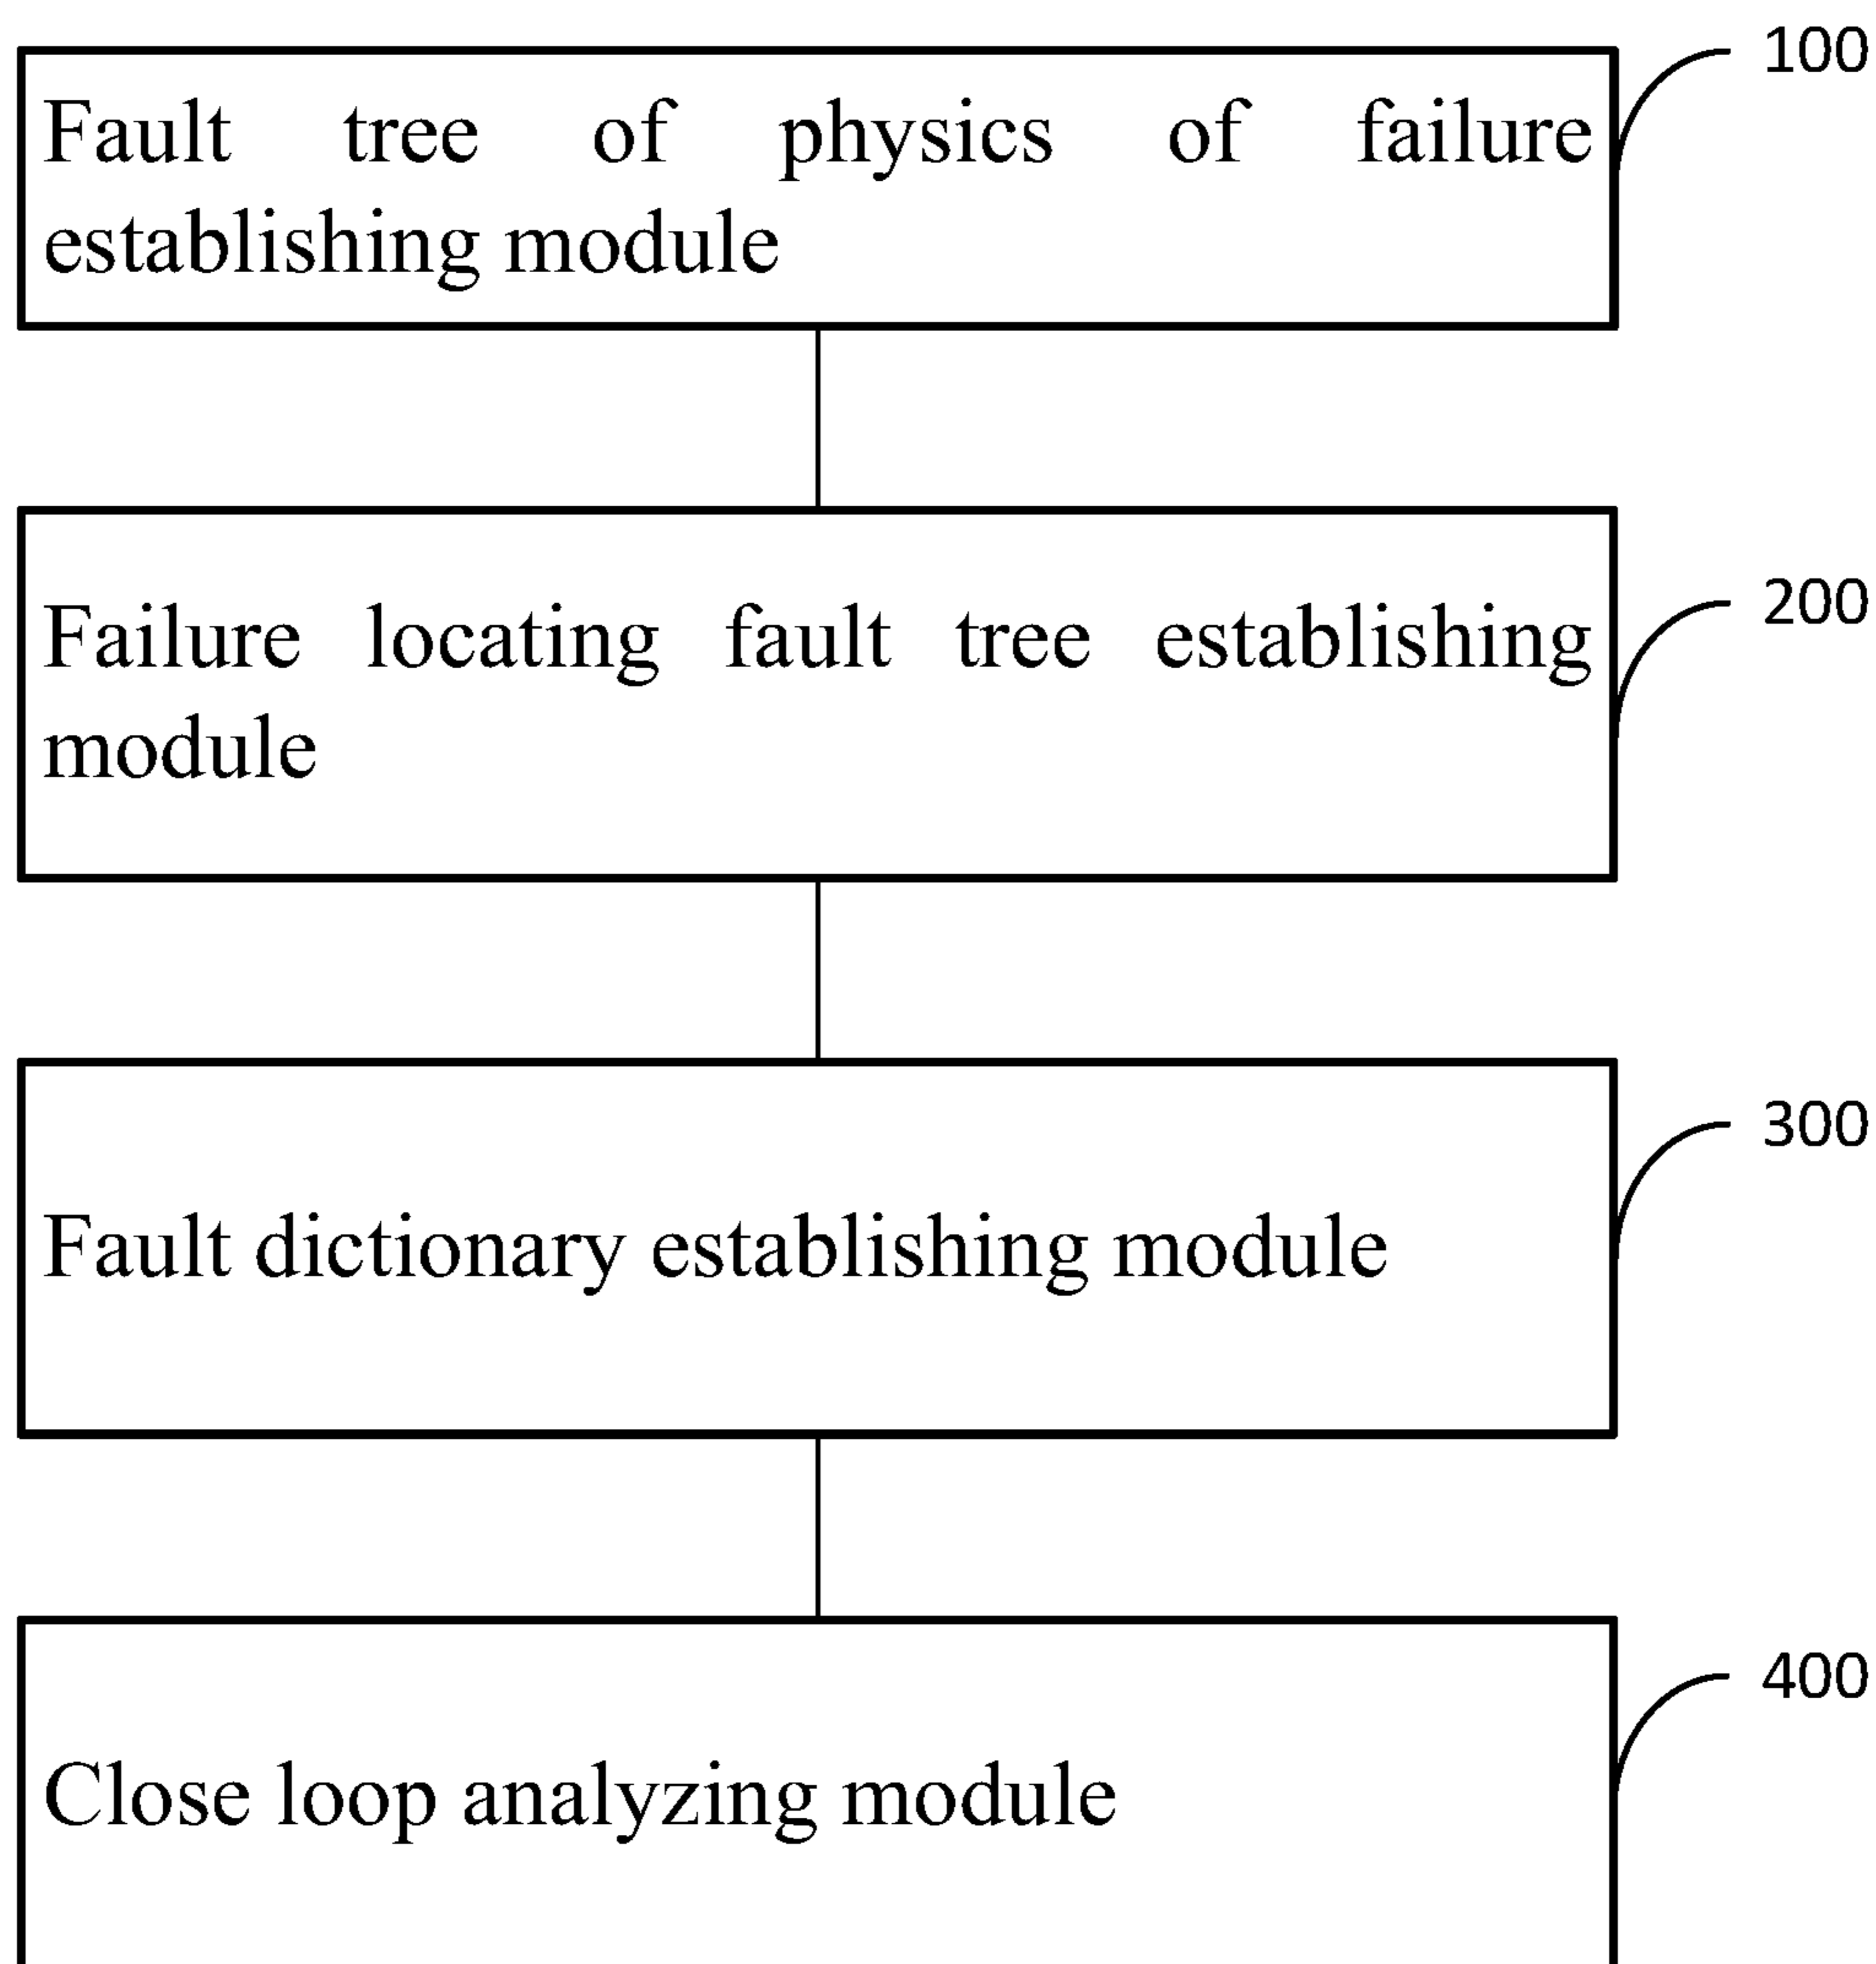 100
Fault tree of physics of failure
establishing module
200
Failure locating fault tree establishing
module
300
Fault dictionary establishing module
400
Close loop analyzing module